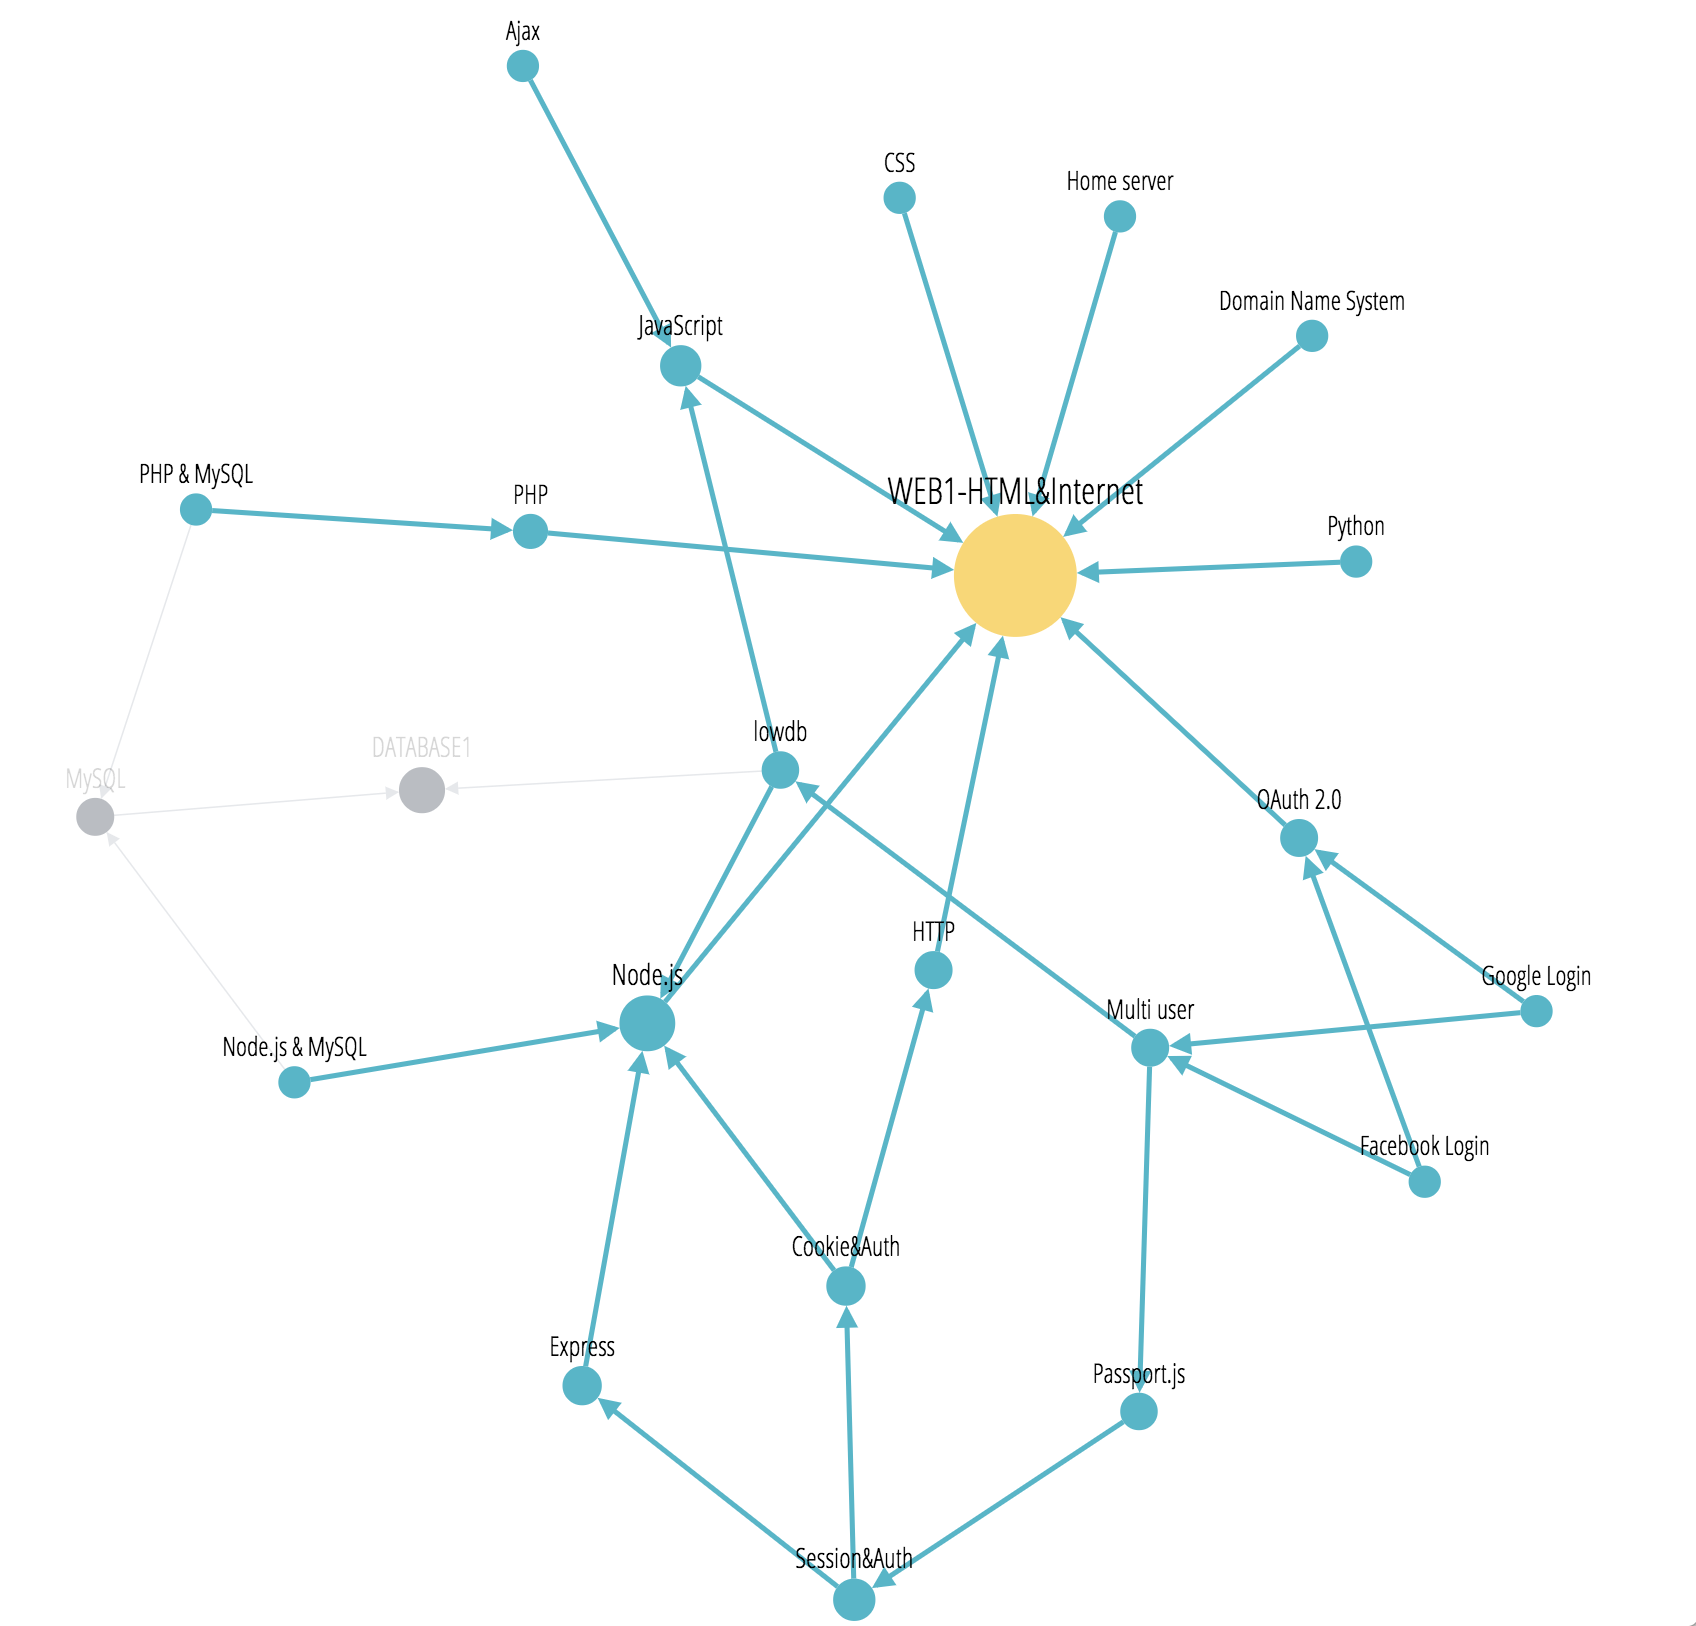 Ajax
CSS
Home server
Domain Name System
JavaScript
PHP & MySQL
PHP
WEB1-HTML&Internet
Python
lowdb
DATABASE1
MySQL
OAuth 2.0
HTTP
Node.js
Google Login
Multi user
Node.js & MySQL
Facebook Login
Cookie&Auth
Express
Passport.js
Session&Auth